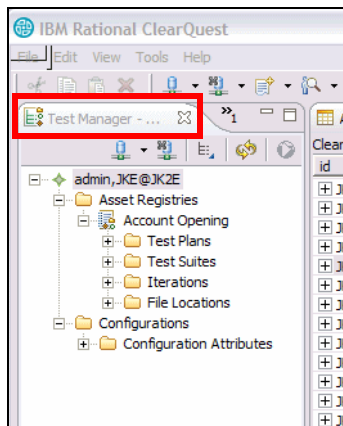 IBM Rational ClearQuest
File Edit View Tools Help
Test Manager - ...
»1
Clear
id
admin,JKE@JK2E
Asset Registries
Account Opening
Test Plans
Test Suites
Iterations
File Locations
Configurations
Configuration Attributes